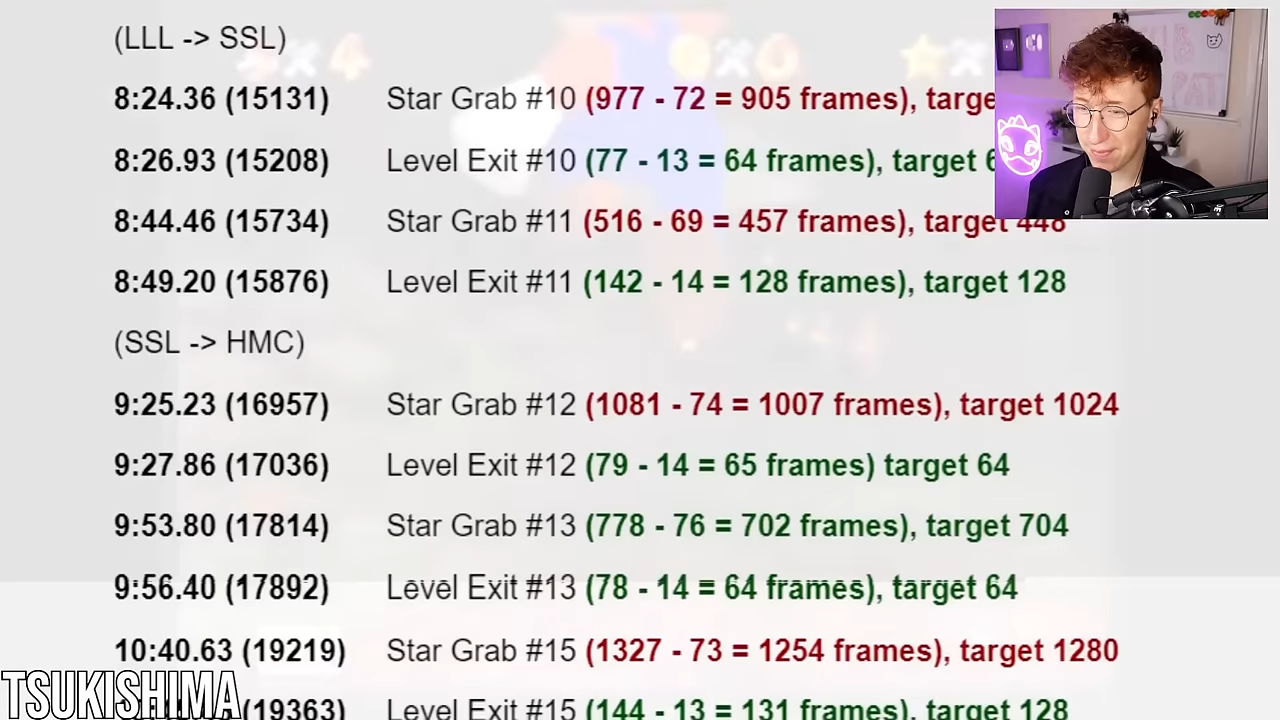 (LLL -> SSL)
8:24.36 (15131) Star Grab #10 (977 - 72 = 905 frames), targe
8:26.93 (15208) Level Exit #10 (77 - 13 = 64 frames), target 6
8:44.46 (15734) Star Grab #11 (516 - 69 = 457 frames), target 448
8:49.20 (15876) Level Exit #11 (142 - 14 = 128 frames), target 128
(SSL -> HMC)
9:25.23 (16957) Star Grab #12 (1081 - 74 = 1007 frames), target 1024
9:27.86 (17036) Level Exit #12 (79 - 14 = 65 frames) target 64
9:53.80 (17814) Star Grab #13 (778 - 76 = 702 frames), target 704
9:56.40 (17892) Level Exit #13 (78 - 14 = 64 frames), target 64
10:40.63 (19219) Star Grab #15 (1327 - 73 = 1254 frames), target 1280
(19363) Level Exit #15 (144 - 13 = 131 frames), target 128
TSUKISHIMA